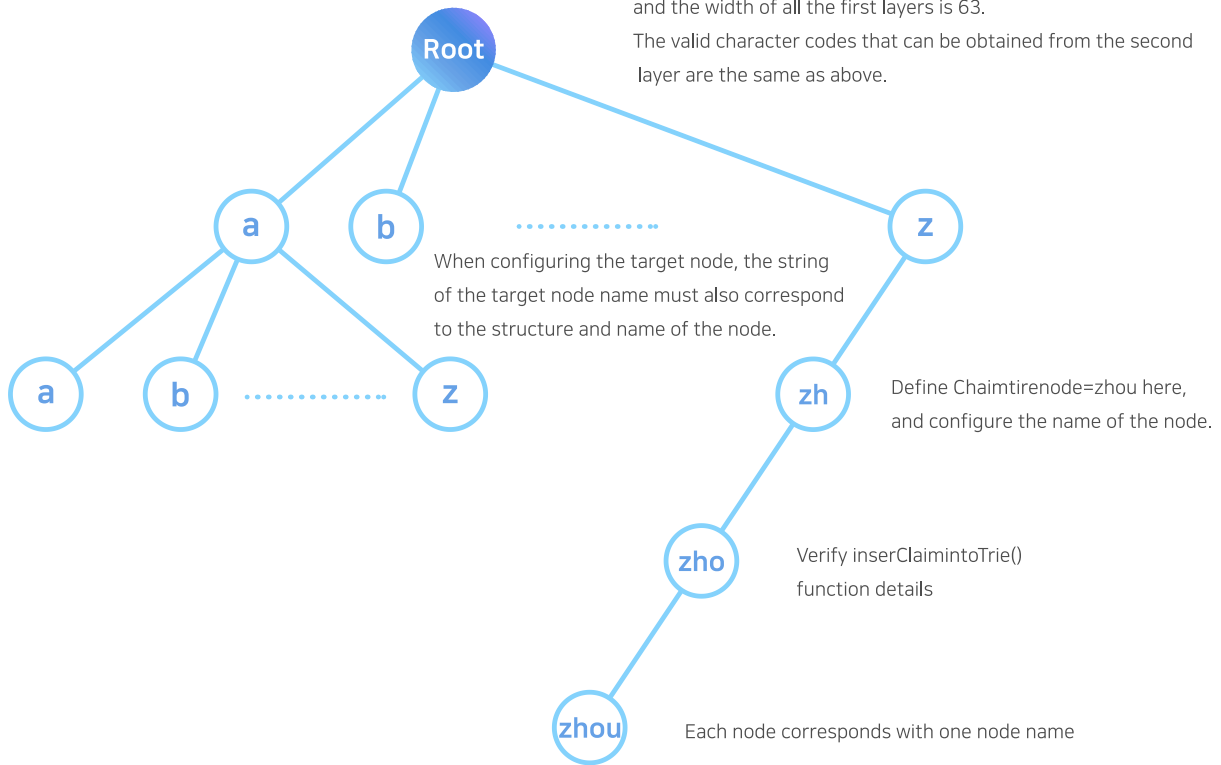 and the width of all the first layers is 63.
The valid character codes that can be obtained from the second
layer are the same as above.
Root
a
b
z
When configuring the target node, the string
of the target node name must also correspond
to the structure and name of the node.
a
b
z
zh
Define Chaimtirenode=zhou here,
and configure the name of the node.
zho
Verify inserClaimintoTrie()
function details
zhou
Each node corresponds with one node name